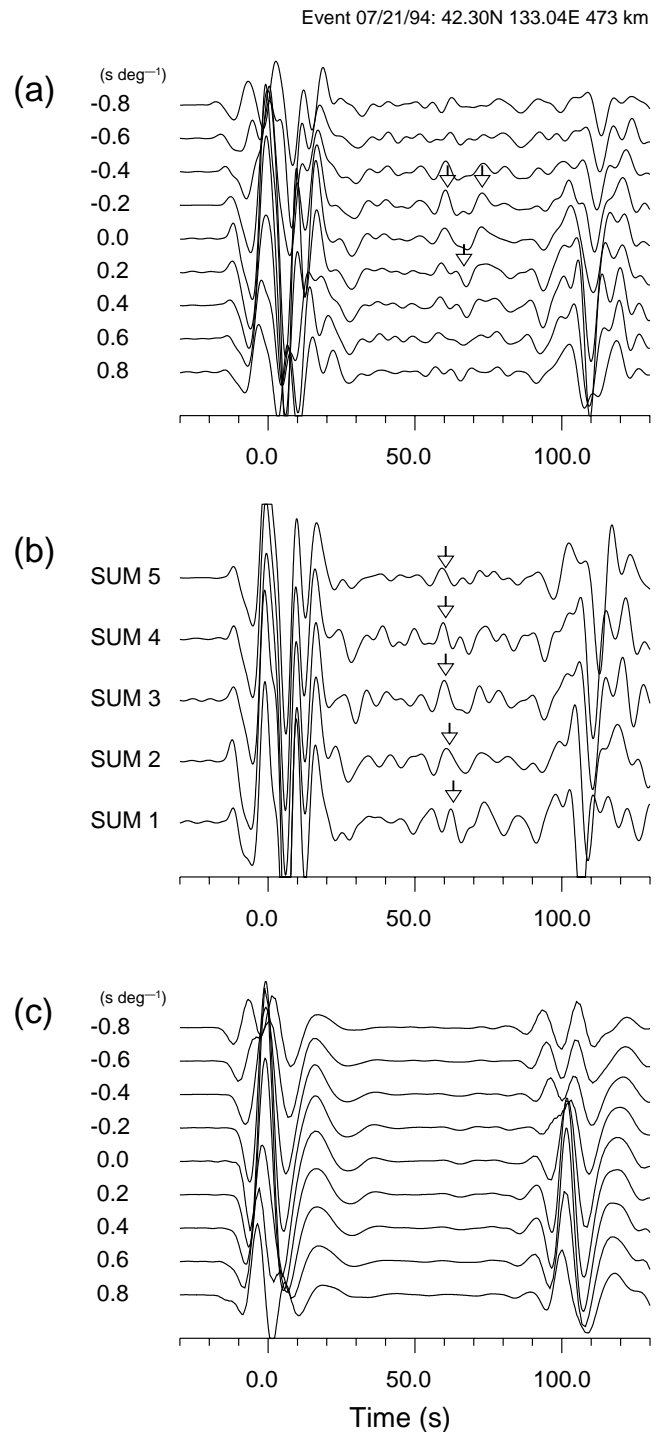 Event 07/21/94: 42.30N 133.04E 473 km
(a)
(s deg⁻¹)
-0.8
-0.6
-0.4
-0.2
0.0
0.2
0.4
0.6
0.8
0.0 50.0 100.0
(b)
SUM 5
SUM 4
SUM 3
SUM 2
SUM 1
0.0 50.0 100.0
(c)
(s deg⁻¹)
-0.8
-0.6
-0.4
-0.2
0.0
0.2
0.4
0.6
0.8
0.0 50.0 100.0
Time (s)